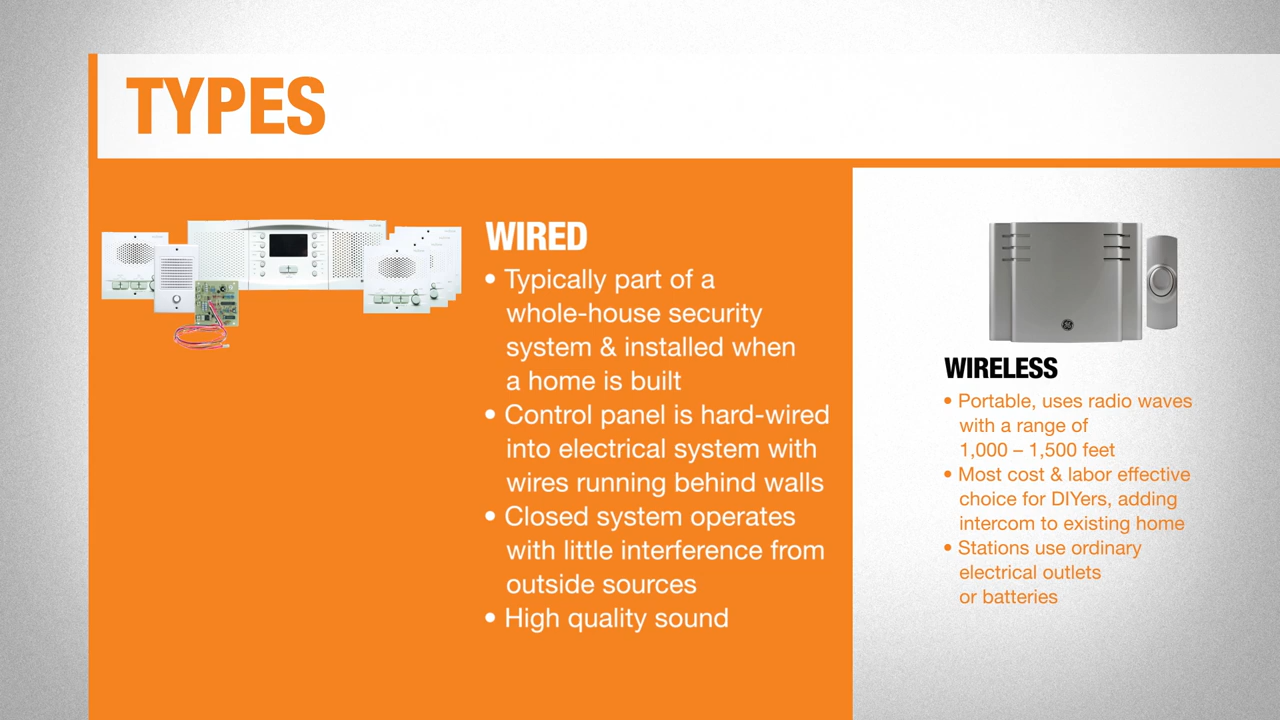 TYPES
WIRED
• Typically part of a
whole-house security
system & installed when
a home is built
• Control panel is hard-wired
into electrical system with
wires running behind walls
• Closed system operates
with little interference from
outside sources
• High quality sound
WIRELESS
• Portable, uses radio waves
with a range of
1,000 – 1,500 feet
• Most cost & labor effective
choice for DIYers, adding
intercom to existing home
• Stations use ordinary
electrical outlets
or batteries